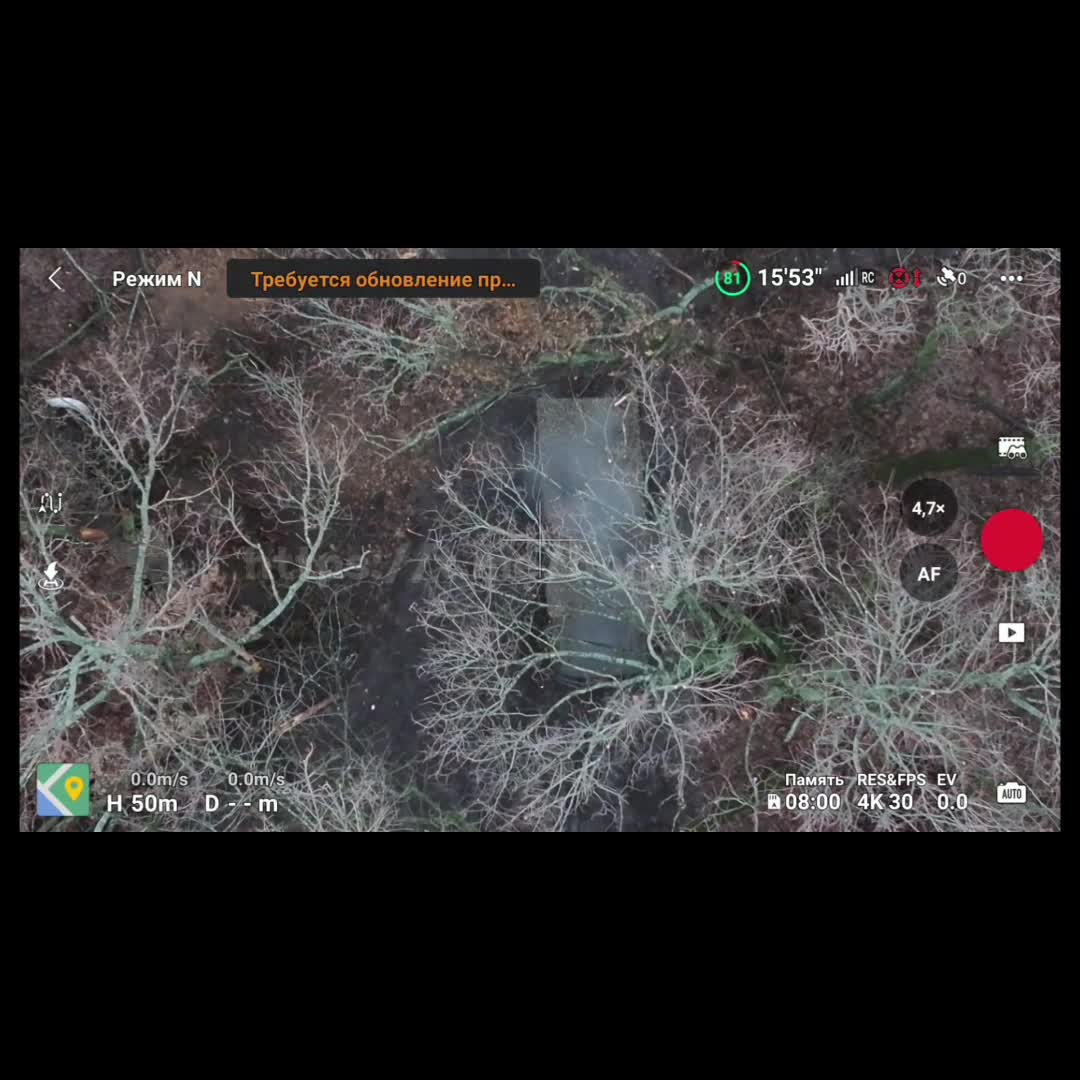 Режим N
Требуется обновление пр...
81
15'53"
RC
0
4,7×
AF
0.0m/s 0.0m/s
H 50m D - - m
Память RES&FPS EV
08:00 4K 30 0.0
AUTO